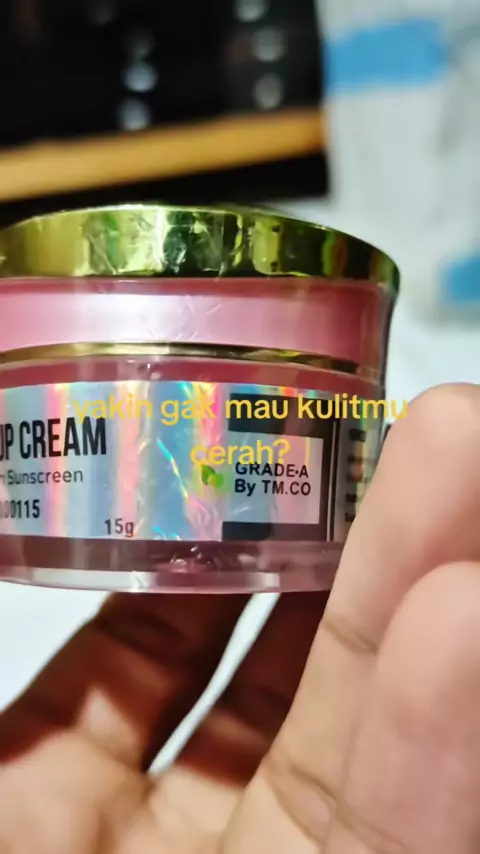 yakin gak mau kulitmu
cerah?
UP CREAM
Sunscreen
00115
15g
GRADE-A
By TM.CO